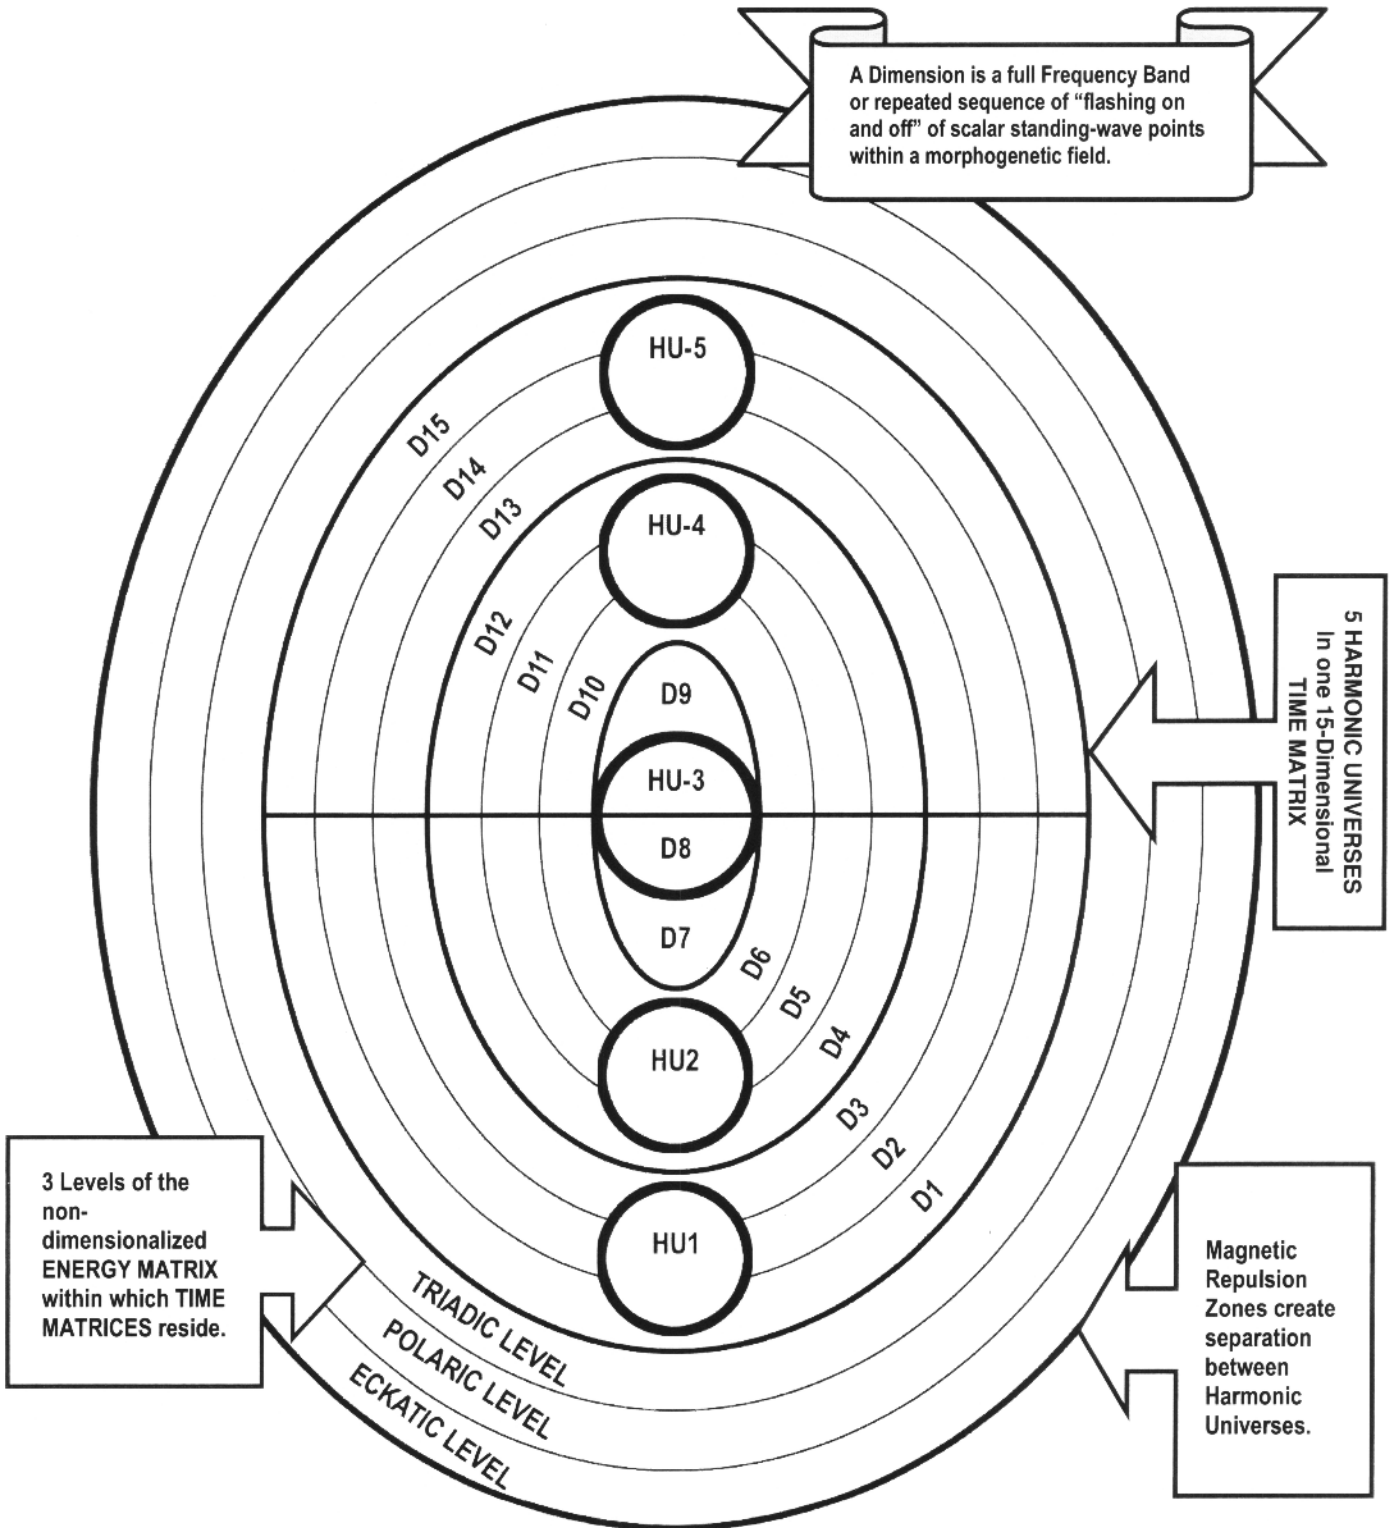 A Dimension is a full Frequency Band
or repeated sequence of “flashing on
and off” of scalar standing-wave points
within a morphogenetic field.
HU-5
D15
D14
D13
HU-4
D12
D11
D10
D9
HU-3
D8
D7
D6
D5
D4
HU2
D3
D2
D1
HU1
5 HARMONIC UNIVERSES
In one 15-Dimensional
TIME MATRIX
3 Levels of the
non-
dimensionalized
ENERGY MATRIX
within which TIME
MATRICES reside.
TRIADIC LEVEL
POLARIC LEVEL
ECKATIC LEVEL
Magnetic
Repulsion
Zones create
separation
between
Harmonic
Universes.